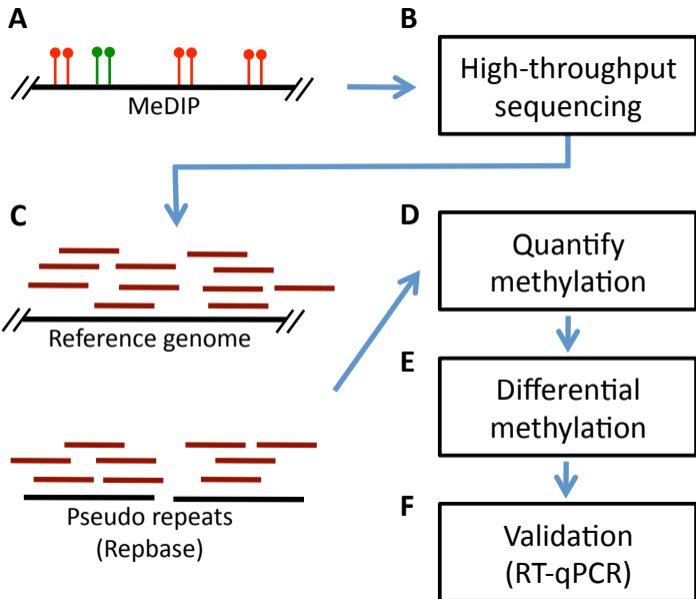 A
MeDIP
B
High-throughput
sequencing
C
Reference genome
Pseudo repeats
(Repbase)
D
Quantify
methylation
E
Differential
methylation
F
Validation
(RT-qPCR)